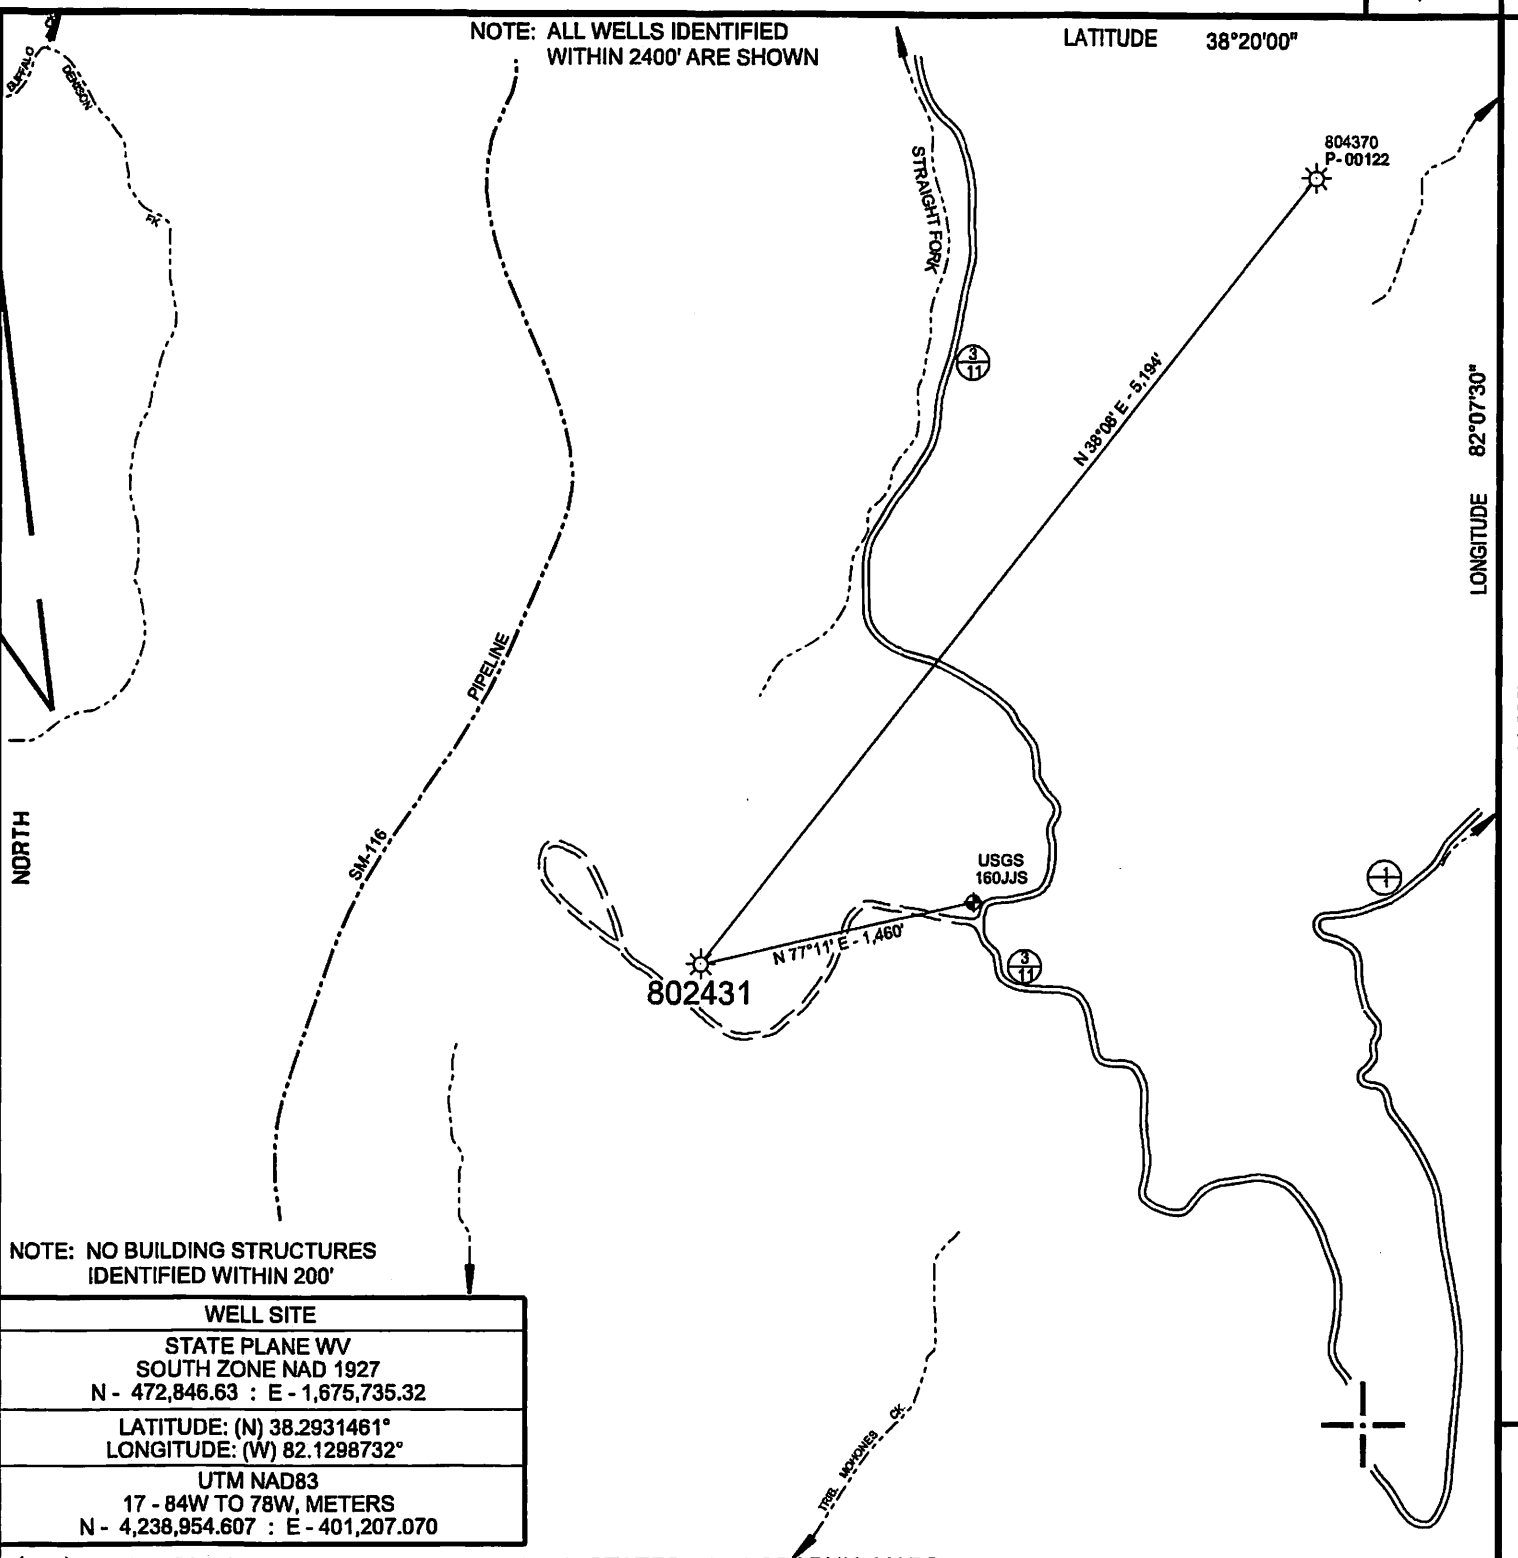 NOTE: ALL WELLS IDENTIFIED
WITHIN 2400' ARE SHOWN
LATITUDE 38°20'00"
BUFFALO
CK
DENISON
FK
STRAIGHT FORK
804370
P-00122
3
11
N 38°08' E - 5,194'
LONGITUDE 82°07'30"
PIPELINE
SM-116
NORTH
USGS
160JJS
1
1
N 77°11' E - 1,460'
802431
3
11
NOTE: NO BUILDING STRUCTURES
IDENTIFIED WITHIN 200'
WELL SITE
STATE PLANE WV
SOUTH ZONE NAD 1927
N - 472,846.63 : E - 1,675,735.32
LATITUDE: (N) 38.2931461°
LONGITUDE: (W) 82.1298732°
UTM NAD83
17 - 84W TO 78W, METERS
N - 4,238,954.607 : E - 401,207.070
TRIB. MOHONES CK